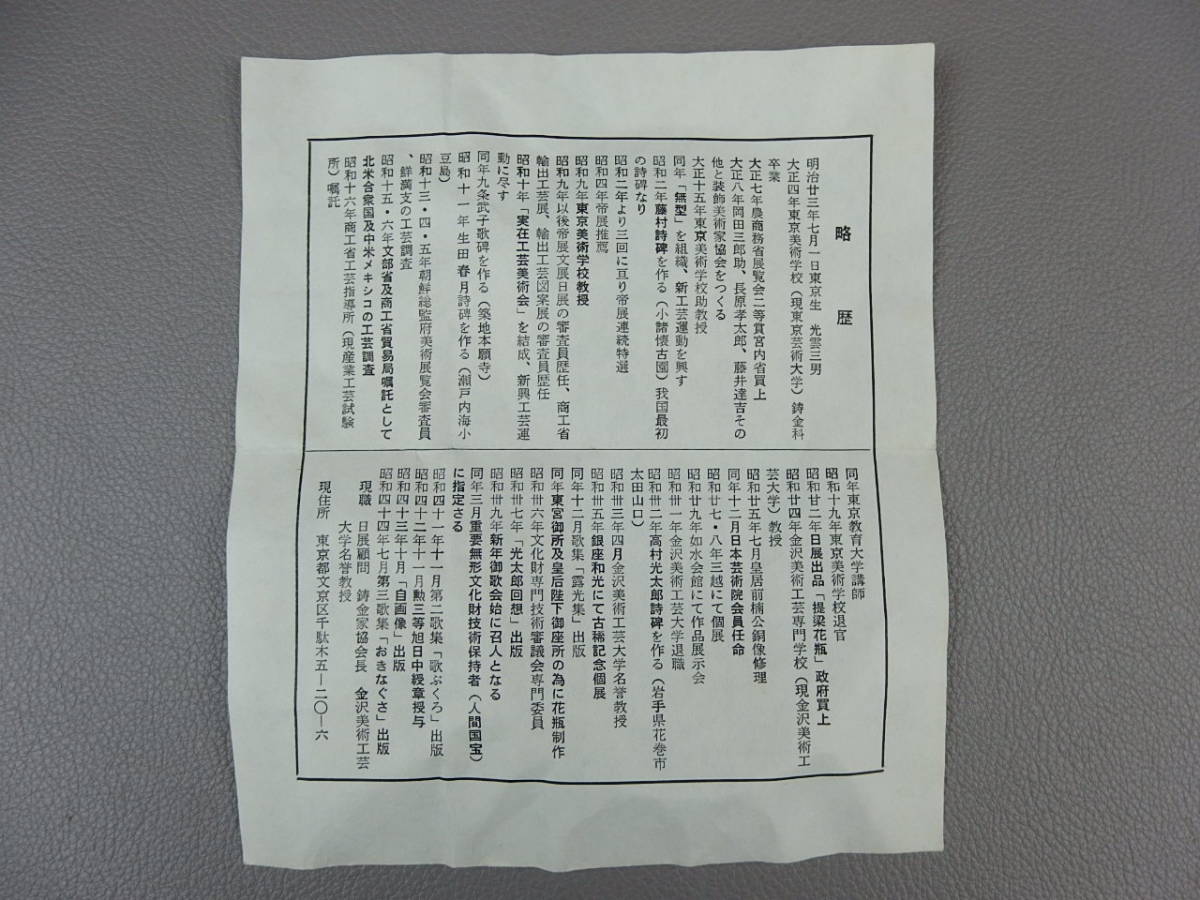 略歴
明治廿三年七月一日東京生　光雲三男
大正四年東京美術学校（現東京芸術大学）鋳金科
卒業
大正七年農商務省展覧会二等賞宮内省買上
大正八年岡田三郎助、長原孝太郎、藤井達吉その
他と装飾美術家協会をつくる
大正十五年東京美術学校助教授
同年「無型」を組織、新工芸運動を興す
昭和二年藤村詩碑を作る（小諸懐古園）我国最初
の詩碑なり
昭和二年より三回に亘り帝展連続特選
昭和四年帝展推薦
昭和九年東京美術学校教授
昭和九年以後帝展文展日展の審査員歴任、商工省
輸出工芸展、輸出工芸図案展の審査員歴任
昭和十年「実在工芸美術会」を結成、新興工芸運
動に尽す
同年九条武子歌碑を作る（築地本願寺）
昭和十一年生田春月詩碑を作る（瀬戸内海小
豆島）
昭和十三・四・五年朝鮮総監府美術展覧会審査員
、鮮満支の工芸調査
昭和十五・六年文部省及商工省貿易局嘱託として
北米合衆国及中米メキシコの工芸調査
昭和十六年商工省工芸指導所（現産業工芸試験
所）嘱託
同年東京教育大学講師
昭和十九年東京美術学校退官
昭和廿二年日展出品「提梁花瓶」政府買上
昭和廿四年金沢美術工芸専門学校（現金沢美術工
芸大学）教授
昭和廿五年七月皇居前楠公銅像修理
同年十二月日本芸術院会員任命
昭和廿七・八年三越にて個展
昭和廿九年如水会館にて作品展示会
昭和卅一年金沢美術工芸大学退職
昭和卅二年高村光太郎詩碑を作る（岩手県花巻市
太田山口）
昭和卅三年四月金沢美術工芸大学名誉教授
昭和卅五年銀座和光にて古稀記念個展
同年十二月歌集「露光集」出版
同年東宮御所及皇后陛下御座所の為に花瓶制作
昭和卅六年文化財専門技術審議会専門委員
昭和卅七年「光太郎回想」出版
昭和卅九年新年御歌会始に召人となる
同年三月重要無形文化財技術保持者（人間国宝）
に指定さる
昭和四十一年十一月第二歌集「歌ぶくろ」出版
昭和四十二年十一月勲三等旭日中綬章授与
昭和四十三年十月「自画像」出版
昭和四十四年七月第三歌集「おきなぐさ」出版
現職　日展顧問　鋳金家協会会長　金沢美術工芸
大学名誉教授
現住所　東京都文京区千駄木五―二〇―六